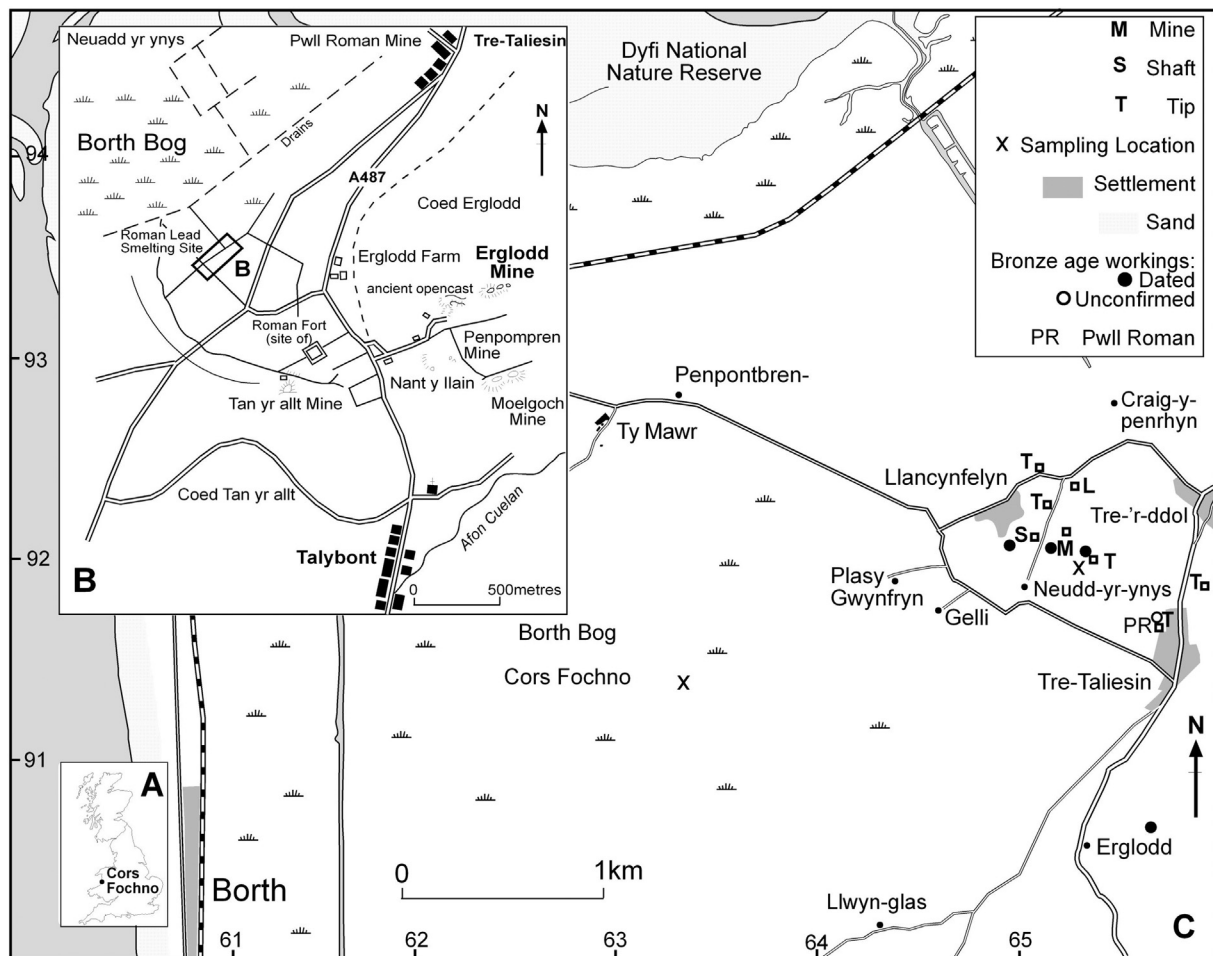 Neuadd yr ynys
Pwll Roman Mine
Tre-Taliesin
N
Drains
Borth Bog
A487
Coed Erglodd
Roman Lead
Smelting Site
B
Erglodd Farm
Erglodd
Mine
ancient opencast
Roman Fort
(site of)
Penpompren
Mine
Nant y Ilain
Tan yr allt Mine
Moelgoch
Mine
Coed Tan yr allt
Afon Cuelan
Talybont
B
0 500metres
Dyfi National
Nature Reserve
M Mine
S Shaft
T Tip
X Sampling Location
Settlement
Sand
Bronze age workings:
Dated
Unconfirmed
PR Pwll Roman
94
93
92
91
Penpontbren-
Ty Mawr
Craig-y-
penrhyn
Llancynfelyn
T
L
T
Tre-'r-ddol
S
M
T
X
T
Plasy
Gwynfryn
Neudd-yr-ynys
Gelli
PR
T
Borth Bog
Cors Fochno
X
Tre-Taliesin
N
A
Cors
Fochno
Borth
0 1km
Erglodd
Llwyn-glas
C
61 62 63 64 65